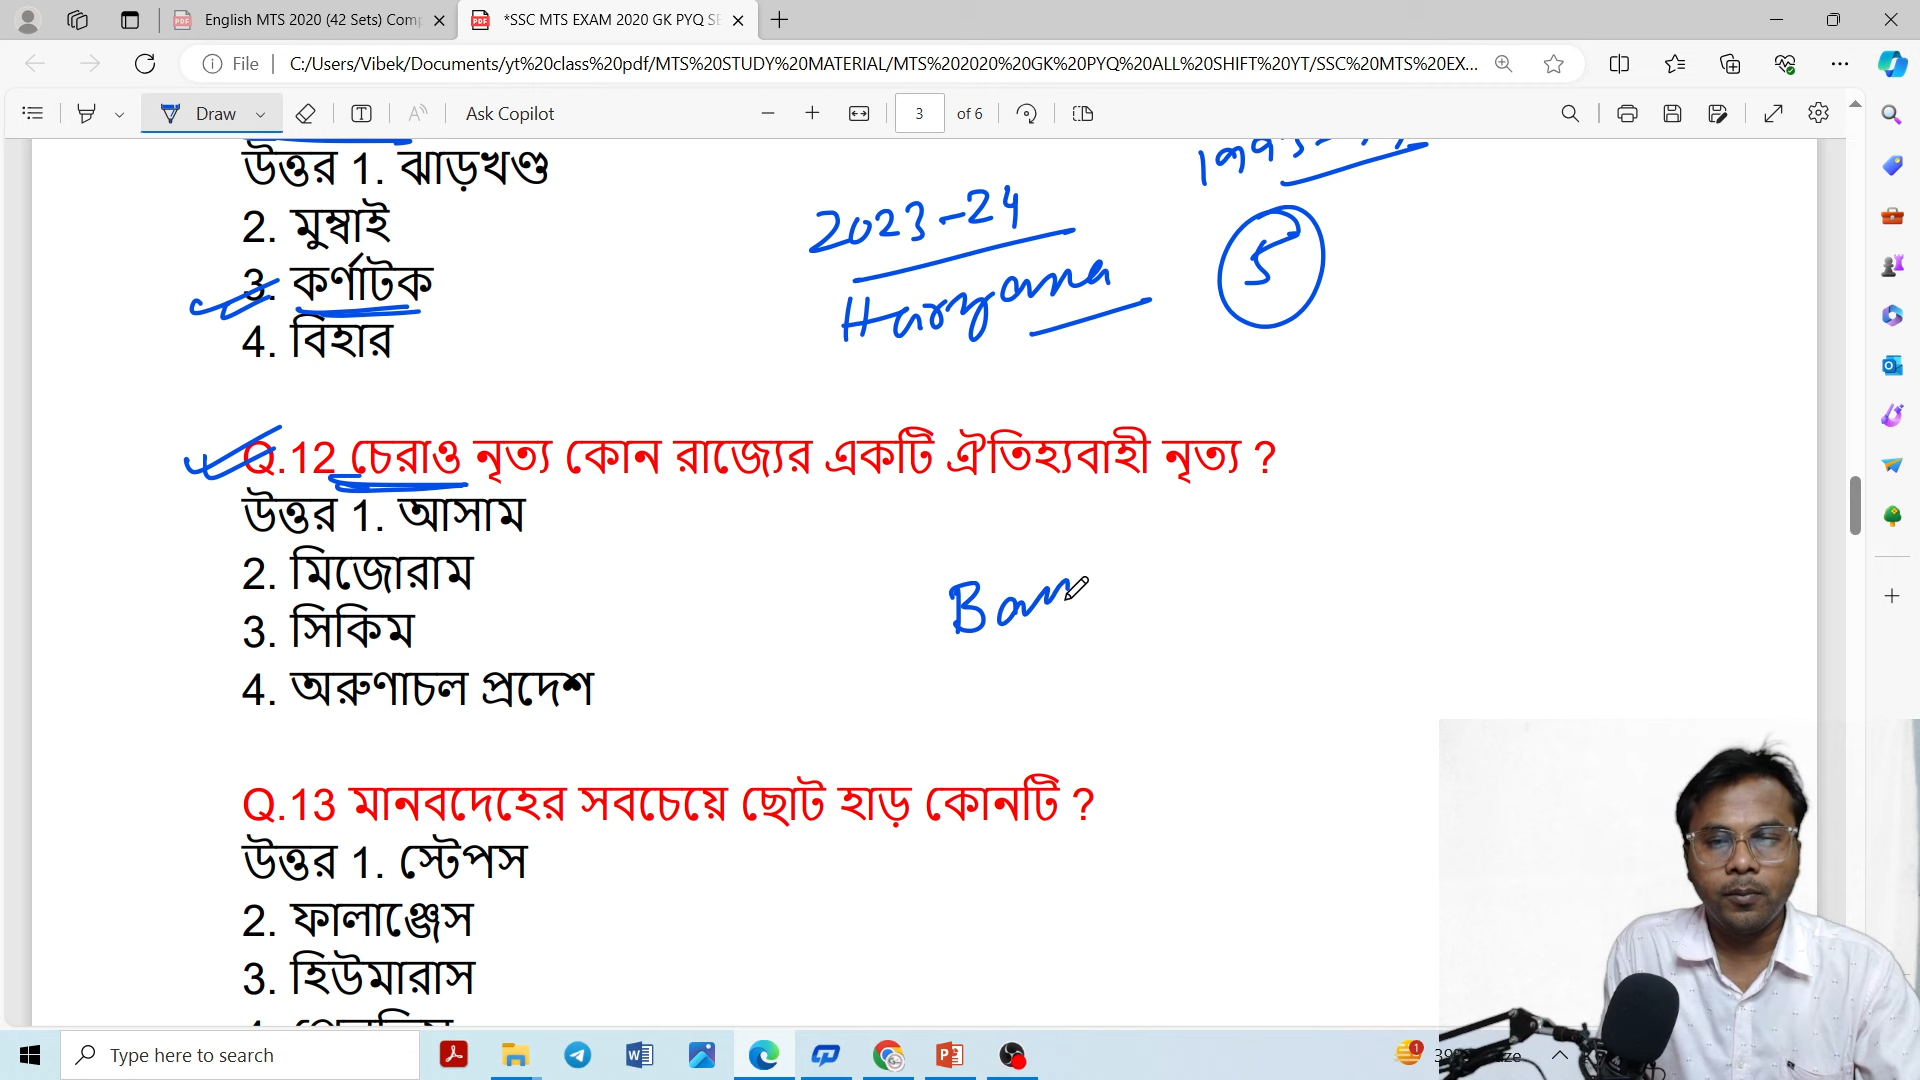 English MTS 2020 (42 Sets) Com
*SSC MTS EXAM 2020 GK PYQ SE
File
C:/Users/Vibek/Documents/yt%20class%20pdf/MTS%20STUDY%20MATERIAL/MTS%202020%20GK%20PYQ%20ALL%20SHIFT%20YT/SSC%20MTS%20EX...
Draw
Ask Copilot
3 of 6
উত্তর 1. ঝাড়খণ্ড
2. মুম্বাই
3. কর্ণাটক
4. বিহার
2023-24
Haryana
5
Q.12 চেরাও নৃত্য কোন রাজ্যের একটি ঐতিহ্যবাহী নৃত্য ?
উত্তর 1. আসাম
2. মিজোরাম
3. সিকিম
4. অরুণাচল প্রদেশ
Bam
Q.13 মানবদেহের সবচেয়ে ছোট হাড় কোনটি ?
উত্তর 1. স্টেপস
2. ফালাঞ্জেস
3. হিউমারাস
Type here to search